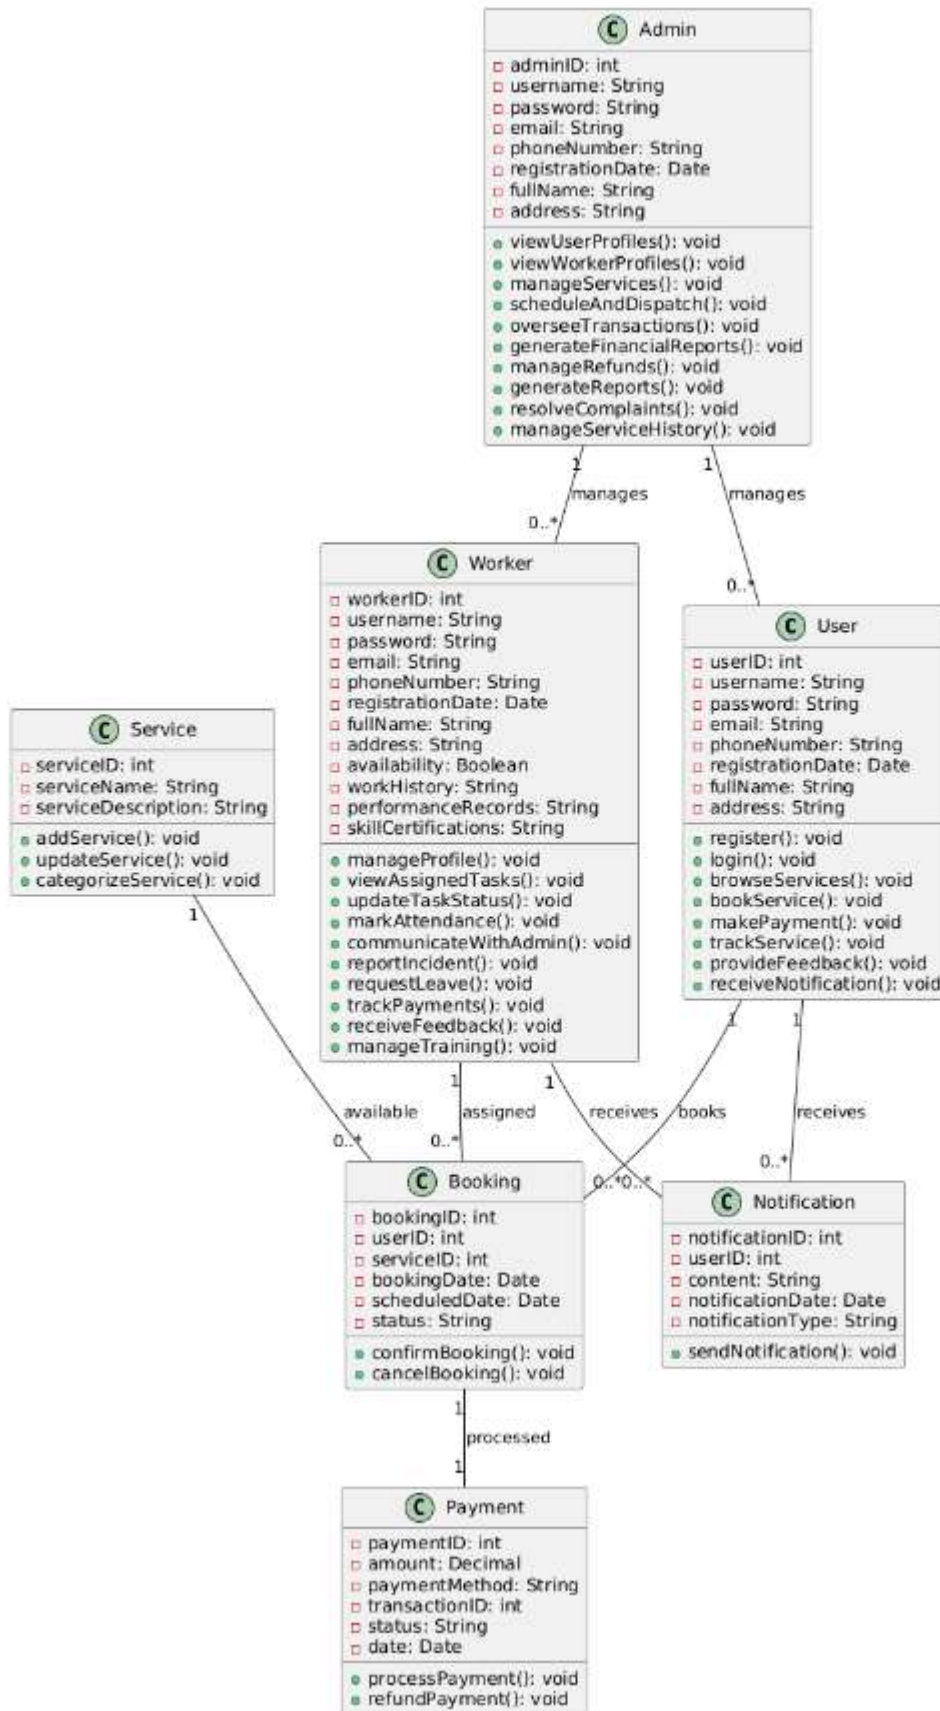 C Admin
adminID: int
username: String
password: String
email: String
phoneNumber: String
registrationDate: Date
fullName: String
address: String
viewUserProfiles(): void
viewWorkerProfiles(): void
manageServices(): void
scheduleAndDispatch(): void
overseeTransactions(): void
generateFinancialReports(): void
manageRefunds(): void
generateReports(): void
resolveComplaints(): void
manageServiceHistory(): void
1
1
manages
manages
0..*
0..*
C Worker
workerID: int
username: String
password: String
email: String
phoneNumber: String
registrationDate: Date
fullName: String
address: String
availability: Boolean
workHistory: String
performanceRecords: String
skillCertifications: String
manageProfile(): void
viewAssignedTasks(): void
updateTaskStatus(): void
markAttendance(): void
communicateWithAdmin(): void
reportIncident(): void
requestLeave(): void
trackPayments(): void
receiveFeedback(): void
manageTraining(): void
C User
userID: int
username: String
password: String
email: String
phoneNumber: String
registrationDate: Date
fullName: String
address: String
register(): void
login(): void
browseServices(): void
bookService(): void
makePayment(): void
trackService(): void
provideFeedback(): void
receiveNotification(): void
C Service
serviceID: int
serviceName: String
serviceDescription: String
addService(): void
updateService(): void
categorizeService(): void
1
1
1
1
1
available
assigned
receives
books
receives
0..*
0..*
0..*
0..*
0..*
C Booking
bookingID: int
userID: int
serviceID: int
bookingDate: Date
scheduledDate: Date
status: String
confirmBooking(): void
cancelBooking(): void
C Notification
notificationID: int
userID: int
content: String
notificationDate: Date
notificationType: String
sendNotification(): void
1
processed
1
C Payment
paymentID: int
amount: Decimal
paymentMethod: String
transactionID: int
status: String
date: Date
processPayment(): void
refundPayment(): void